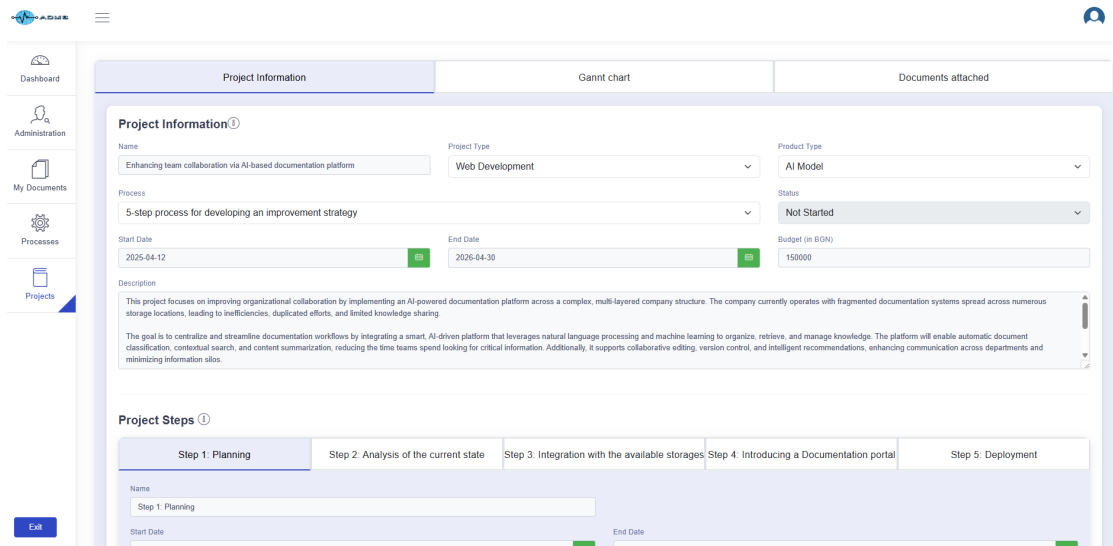 ADMS
Project Information
Gannt chart
Documents attached
Dashboard
Administration
My Documents
Processes
Projects
Exit
Project Information
Name
Project Type
Product Type
Enhancing team collaboration via AI-based documentation platform
Web Development
AI Model
Process
Status
5-step process for developing an improvement strategy
Not Started
Start Date
End Date
Budget (in BGN)
2025-04-12
2026-04-30
150000
Description
This project focuses on improving organizational collaboration by implementing an AI-powered documentation platform across a complex, multi-layered company structure. The company currently operates with fragmented documentation systems spread across numerous
storage locations, leading to inefficiencies, duplicated efforts, and limited knowledge sharing.
The goal is to centralize and streamline documentation workflows by integrating a smart, AI-driven platform that leverages natural language processing and machine learning to organize, retrieve, and manage knowledge. The platform will enable automatic document
classification, contextual search, and content summarization, reducing the time teams spend looking for critical information. Additionally, it supports collaborative editing, version control, and intelligent recommendations, enhancing communication across departments and
minimizing information silos.
Project Steps
Step 1: Planning
Step 2: Analysis of the current state
Step 3: Integration with the available storages
Step 4: Introducing a Documentation portal
Step 5: Deployment
Name
Step 1: Planning
Start Date
End Date